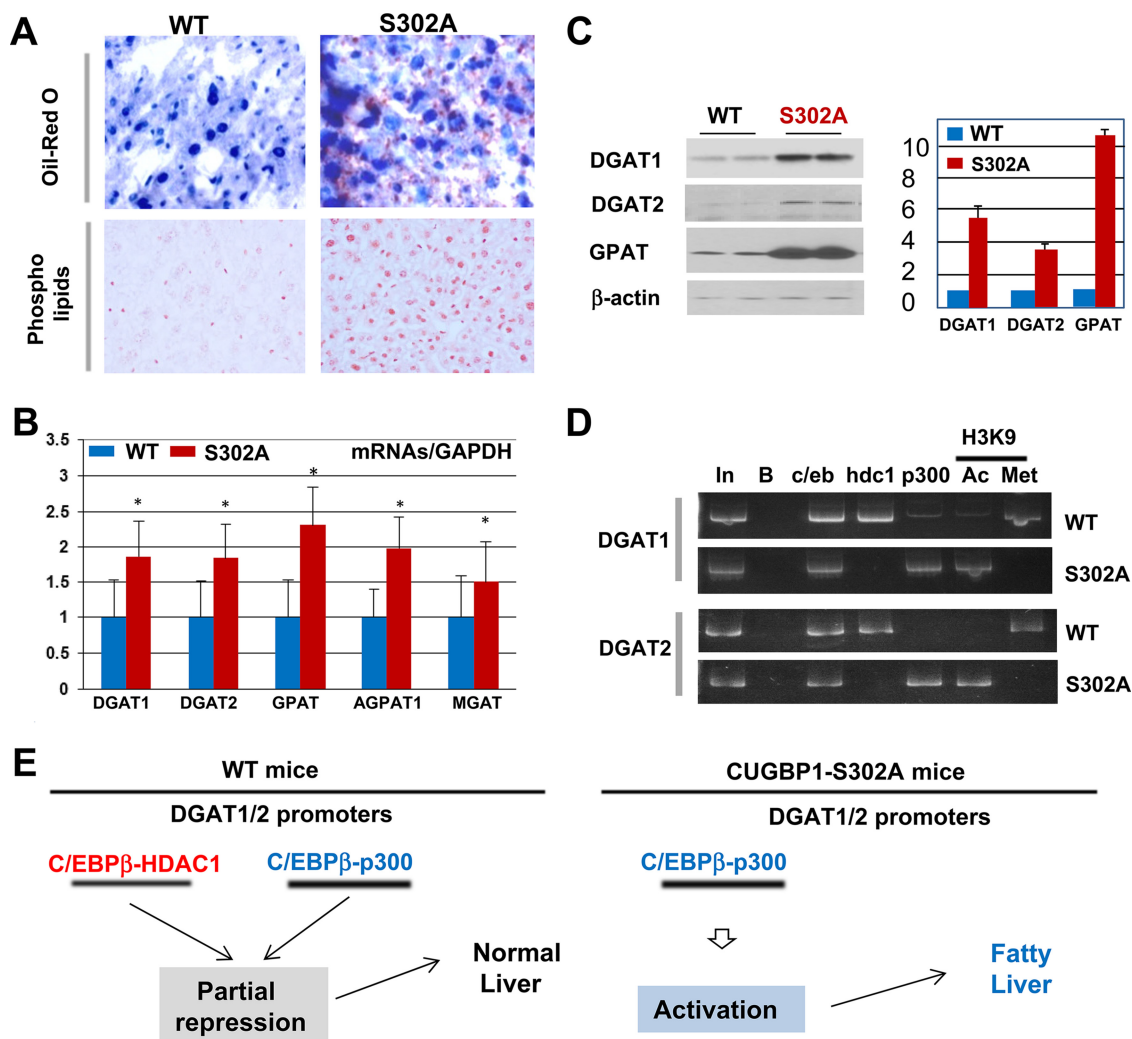 A
WT
S302A
Oil-Red O
Phospho
lipids
B
3.5
3
2.5
2
1.5
1
0.5
0
WT
S302A
mRNAs/GAPDH
*
*
*
*
*
DGAT1
DGAT2
GPAT
AGPAT1
MGAT
C
WT
S302A
DGAT1
DGAT2
GPAT
β-actin
WT
S302A
10
8
6
4
2
0
DGAT1
DGAT2
GPAT
D
H3K9
In B c/eb hdc1 p300 Ac Met
DGAT1
WT
S302A
DGAT2
WT
S302A
E
WT mice
DGAT1/2 promoters
C/EBPβ-HDAC1
C/EBPβ-p300
Partial
repression
Normal
Liver
CUGBP1-S302A mice
DGAT1/2 promoters
C/EBPβ-p300
Activation
Fatty
Liver